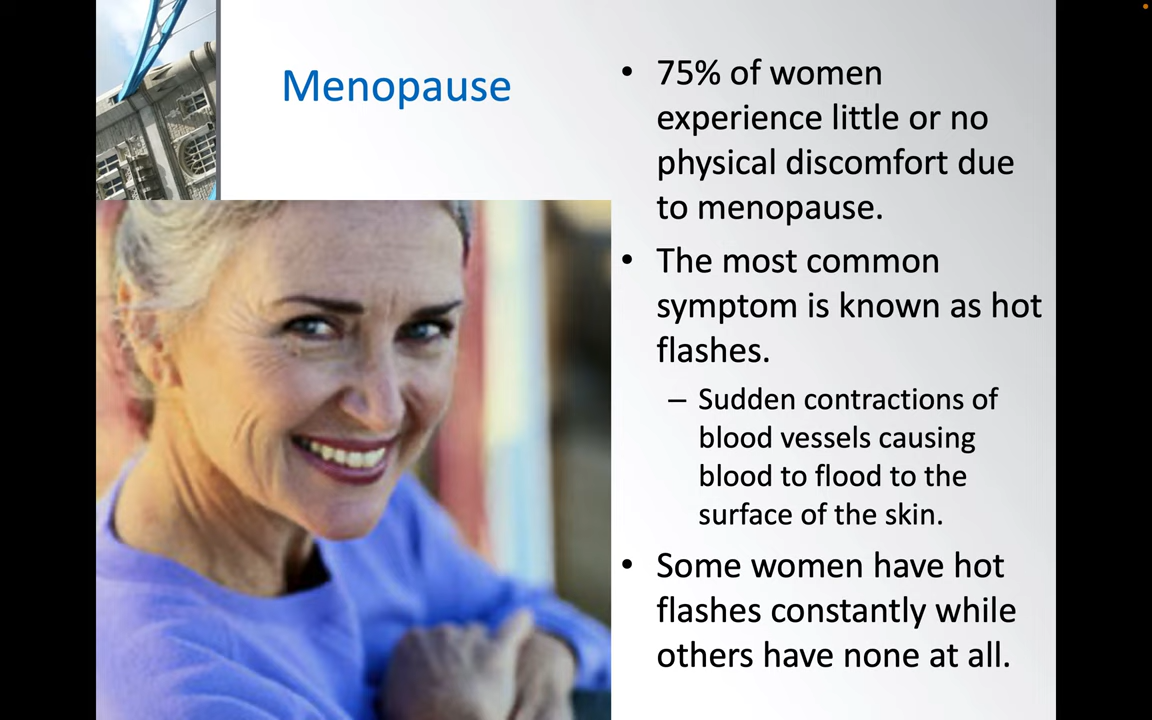 Menopause
• 75% of women
experience little or no
physical discomfort due
to menopause.
• The most common
symptom is known as hot
flashes.
– Sudden contractions of
blood vessels causing
blood to flood to the
surface of the skin.
• Some women have hot
flashes constantly while
others have none at all.